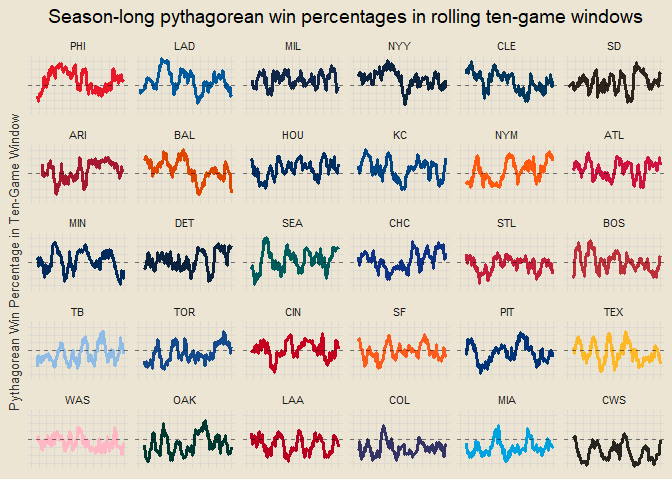 Season-long pythagorean win percentages in rolling ten-game windows
Pythagorean Win Percentage in Ten-Game Window
PHI LAD MIL NYY CLE SD
ARI BAL HOU KC NYM ATL
MIN DET SEA CHC STL BOS
TB TOR CIN SF PIT TEX
WAS OAK LAA COL MIA CWS